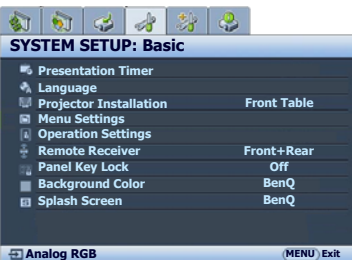 SYSTEM SETUP: Basic
Presentation Timer
Language
Projector Installation Front Table
Menu Settings
Operation Settings
Remote Receiver Front+Rear
Panel Key Lock Off
Background Color BenQ
Splash Screen BenQ
Analog RGB MENU Exit